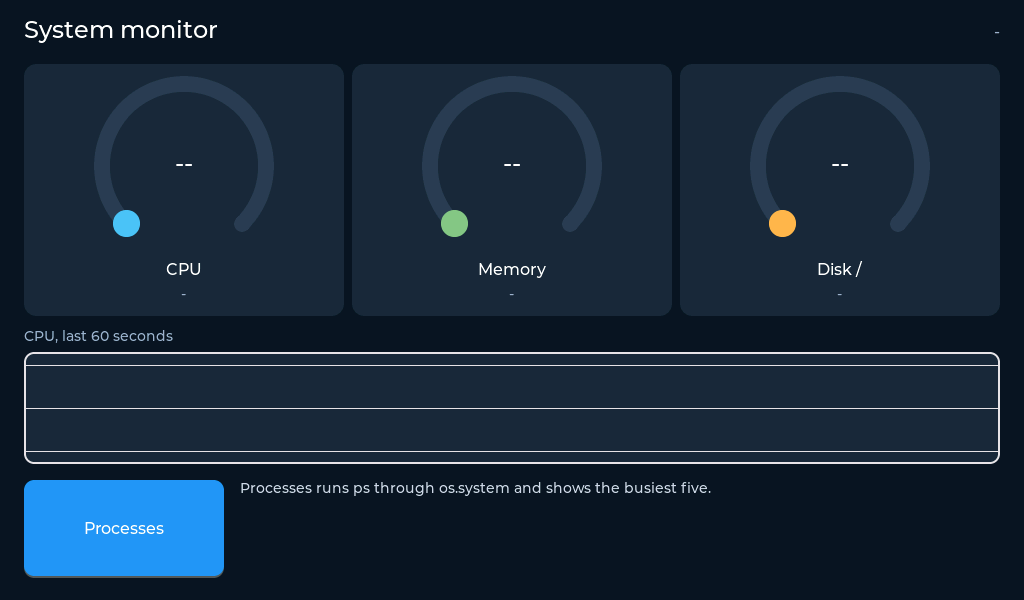 System monitor
-
--
--
--
CPU
Memory
Disk /
-
-
-
CPU, last 60 seconds
Processes
Processes runs ps through os.system and shows the busiest five.